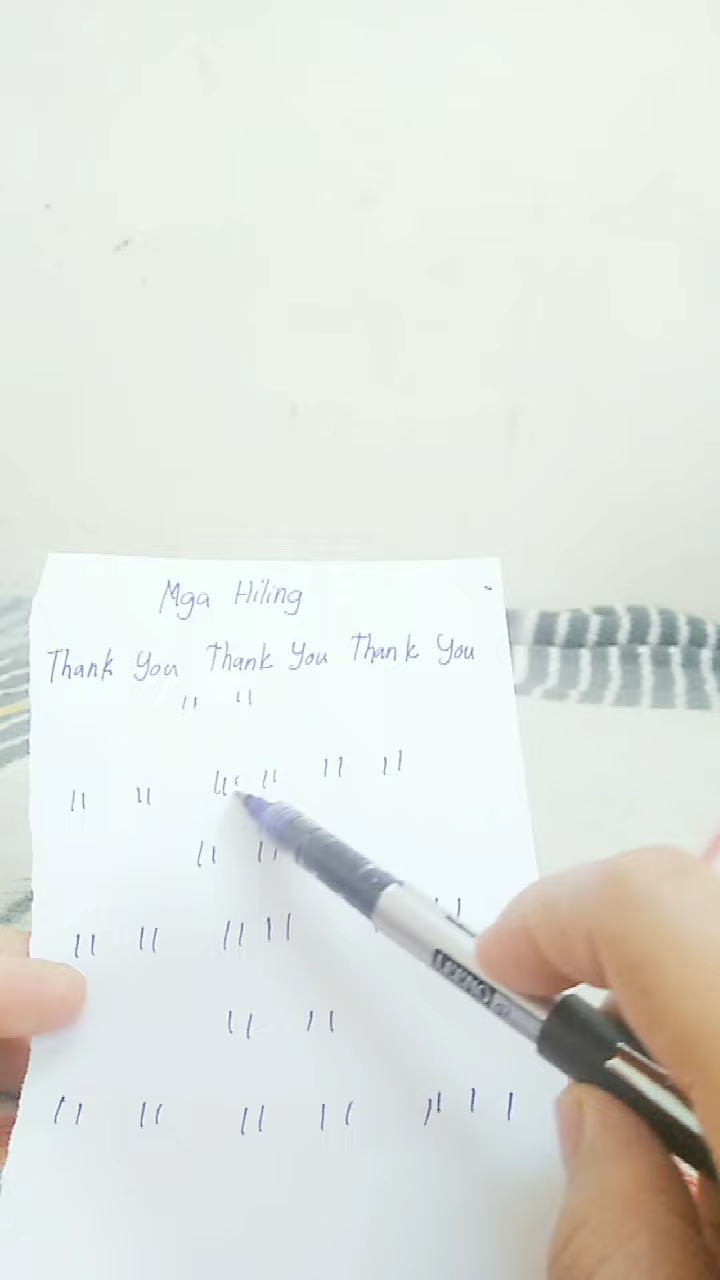 Mga Hiling
Thank You Thank You Thank You
" "
" " " " " "
" "
" " " " "
" "
" " " " " | |